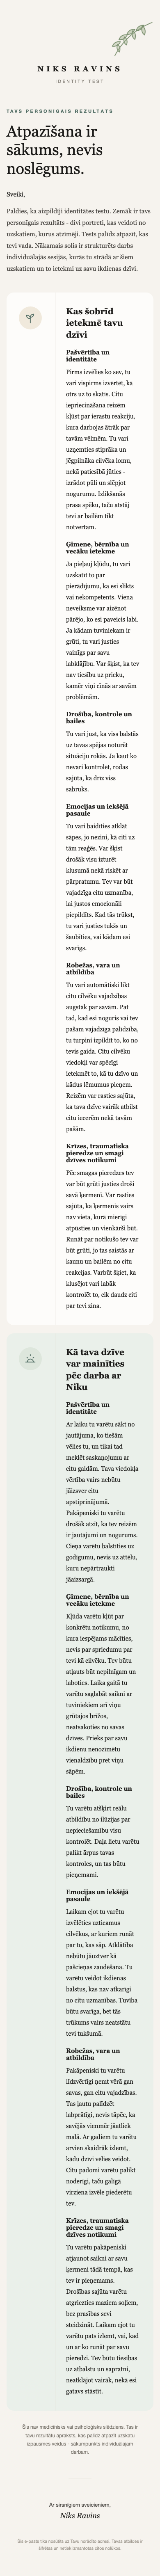 NIKS RAVINS
IDENTITY TEST
TAVS PERSONĪGAIS REZULTĀTS
Atpazīšana ir
sākums, nevis
noslēgums.
Sveiki,
Paldies, ka aizpildīji identitātes testu. Zemāk ir tavs
personīgais rezultāts - divi portreti, kas veidoti no
uzskatiem, kurus atzīmēji. Tests palīdz atpazīt, kas
tevi vada. Nākamais solis ir strukturēts darbs
individuālajās sesijās, kurās tu strādā ar šiem
uzskatiem un to ietekmi uz savu ikdienas dzīvi.
Kas šobrīd
ietekmē tavu
dzīvi
Pašvērtība un
identitāte
Pirms izvēlies ko sev, tu
vari vispirms izvērtēt, kā
otrs uz to skatīs. Citu
iepriecināšana reizēm
kļūst par ierastu reakciju,
kura darbojas ātrāk par
tavām vēlmēm. Tu vari
uzņemties stiprāka un
jēgpilnāka cilvēka lomu,
nekā patiesībā jūties -
izrādot pūli un slēpjot
nogurumu. Izlikšanās
prasa spēku, taču atstāj
tevi ar bailēm tikt
notvertam.
Ģimene, bērnība un
vecāku ietekme
Ja pieļauj kļūdu, tu vari
uzskatīt to par
pierādījumu, ka esi slikts
vai nekompetents. Viena
neveiksme var aizēnot
pārējo, ko esi paveicis labi.
Ja kādam tuviniekam ir
grūti, tu vari justies
vainīgs par savu
labklājību. Var šķist, ka tev
nav tiesību uz prieku,
kamēr viņi cīnās ar savām
problēmām.
Drošība, kontrole un
bailes
Tu vari just, ka viss balstās
uz tavas spējas noturēt
situāciju rokās. Ja kaut ko
nevari kontrolēt, rodas
sajūta, ka drīz viss
sabruks.
Emocijas un iekšējā
pasaule
Tu vari baidīties atklāt
sāpes, jo nezini, kā citi uz
tām reaģēs. Var šķist
drošāk visu izturēt
klusumā nekā riskēt ar
pārpratumu. Tev var būt
vajadzīga citu uzmanība,
lai justos emocionāli
piepildīts. Kad tās trūkst,
tu vari justies tukšs un
šaubīties, vai kādam esi
svarīgs.
Robežas, vara un
atbildība
Tu vari automātiski likt
citu cilvēku vajadzības
augstāk par savām. Pat
tad, kad esi noguris vai tev
pašam vajadzīga palīdzība,
tu turpini izpildīt to, ko no
tevis gaida. Citu cilvēku
viedokļi var spēcīgi
ietekmēt to, kā tu dzīvo un
kādus lēmumus pieņem.
Reizēm var rasties sajūta,
ka tava dzīve vairāk atbilst
citu iecerēm nekā tavām
pašām.
Krīzes, traumatiska
pieredze un smagi
dzīves notikumi
Pēc smagas pieredzes tev
var būt grūti justies droši
savā ķermenī. Var rasties
sajūta, ka ķermenis vairs
nav vieta, kurā mierīgi
atpūsties un uzticēties.
Runāt par notikušo tev var
būt grūti, jo tas saistās ar
kaunu un bailēm no citu
reakcijas. Varbūt šķiet, ka
klusējot vari labāk
kontrolēt to, cik daudz citi
par tevi zina.
Kā tava dzīve
var mainīties
pēc darba ar
Niku
Pašvērtība un
identitāte
Ar laiku tu varētu sākt no
jautājuma, ko tiešām
vēlies tu, un tikai tad
meklēt saskaņojumu ar
citu gaidām. Tava viedokļa
vērtība vairs nebūtu
jāizsver citu
apstiprinājumā.
Pakāpeniski tu varētu
drošāk atzīt, ka tev reizēm
ir jautājumi un nogurums.
Cieņa varētu balstīties uz
godīgumu, nevis uz attēlu,
kuru nepārtraukti
jāaizsargā.
Ģimene, bērnība un
vecāku ietekme
Kļūda varētu kļūt par
konkrētu notikumu, no
kura iespējams mācīties,
nevis par spriedumu par
tevi kā cilvēku. Tev būtu
atļauts būt nepilnīgam un
laboties. Laika gaitā tu
varētu saglabāt saikni ar
tuviniekiem arī viņu
grūtajos brīžos,
neatsakoties no savas
dzīves. Prieks par savu
ikdienu nenozīmētu
vienaldzību pret viņu
sāpēm.
Drošība, kontrole un
bailes
Tu varētu atšķirt reālu
atbildību no ilūzijas par
nepieciešamību visu
kontrolēt. Daļa lietu varētu
palikt ārpus tavas
kontroles, un tas būtu
pieņemami.
Emocijas un iekšējā
pasaule
Laikam ejot tu varētu
izvēlēties uzticamus
cilvēkus, ar kuriem runāt
par to, kas sāp. Atklātība
nebūtu jāuztver kā
pašcieņas zaudēšana. Tu
varētu veidot ikdienas
balstus, kas nav atkarīgi
no citu uzmanības. Tuvība
būtu svarīga, bet tās
trūkums vairs neatstātu
tevi tukšumā.
Robežas, vara un
atbildība
Pakāpeniski tu varētu
līdzvērtīgi ņemt vērā gan
savas, gan citu vajadzības.
Tas ļautu palīdzēt
labprātīgi, nevis tāpēc, ka
savējās vienmēr jāatliek
malā. Ar gadiem tu varētu
arvien skaidrāk izlemt,
kādu dzīvi vēlies veidot.
Citu padomi varētu palikt
noderīgi, taču galīgā
virziena izvēle piederētu
tev.
Krīzes, traumatiska
pieredze un smagi
dzīves notikumi
Tu varētu pakāpeniski
atjaunot saikni ar savu
ķermeni tādā tempā, kas
tev ir pieņemams.
Drošības sajūta varētu
atgriezties maziem soļiem,
bez prasības sevi
steidzināt. Laikam ejot tu
varētu pats izlemt, vai, kad
un ar ko runāt par savu
pieredzi. Tev būtu tiesības
uz atbalstu un sapratni,
neatklājot vairāk, nekā esi
gatavs stāstīt.
Šis nav medicīnisks vai psiholoģisks slēdziens. Tas ir
tavu rezultātu apraksts, kas palīdz atpazīt uzskatu
izpausmes veidus - sākumpunkts individuālajam
darbam.
Ar sirsnīgiem sveicieniem,
Niks Ravins